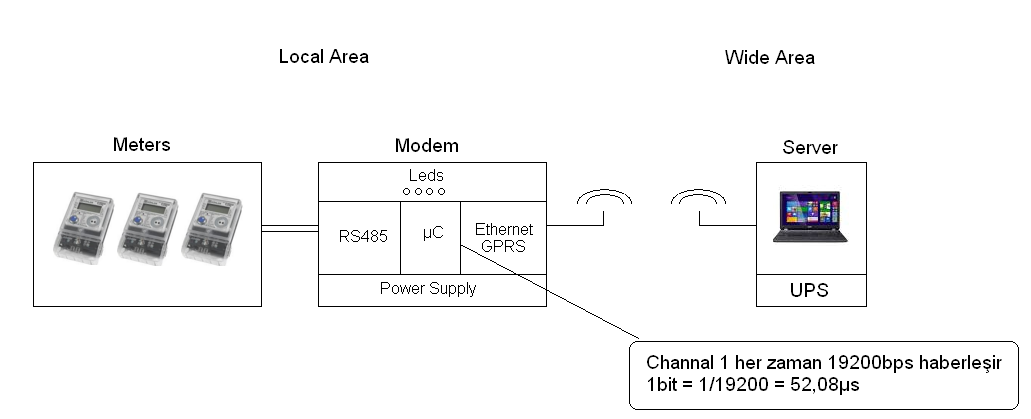 Local Area
Wide Area
Meters
Modem
Server
Leds
RS485
µC
Ethernet
GPRS
Power Supply
UPS
Channal 1 her zaman 19200bps haberleşir
1bit = 1/19200 = 52,08µs